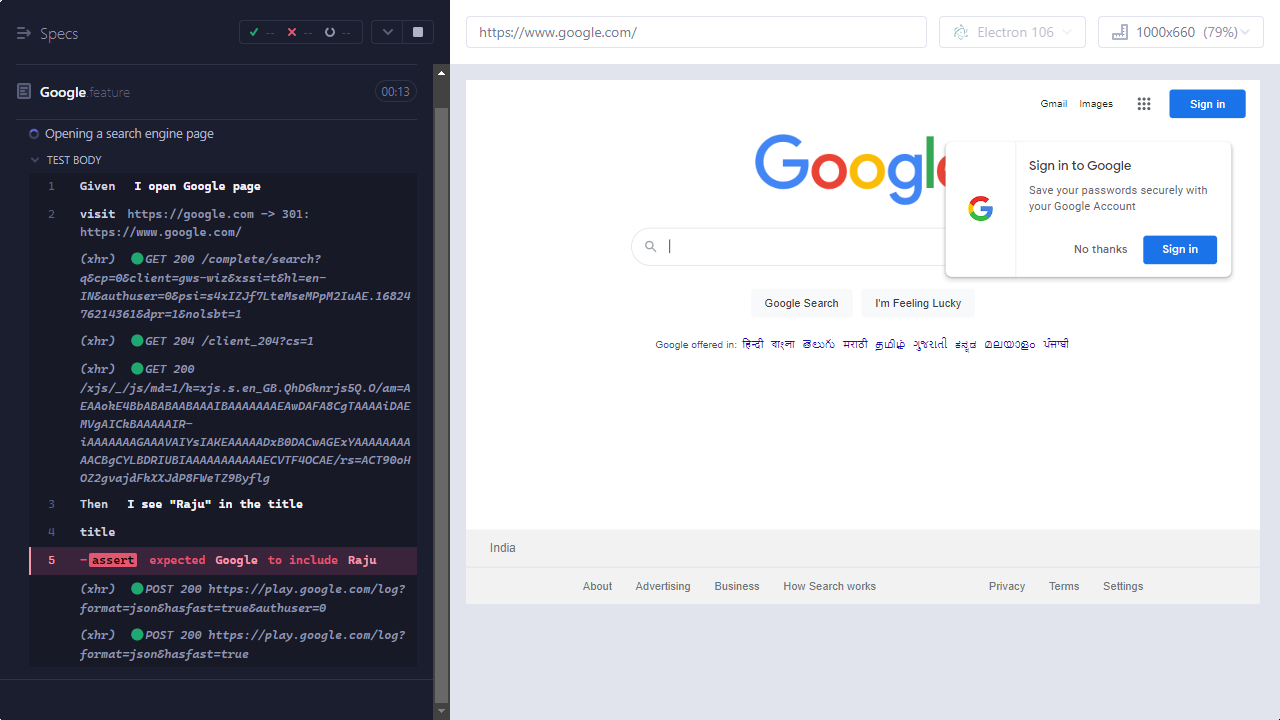 Specs
--
--
--
Google.feature
00:13
Opening a search engine page
TEST BODY
1 Given I open Google page
2 visit https://google.com -> 301:
https://www.google.com/
(xhr) GET 200 /complete/search?
q&cp=0&client=gws-wiz&xssi=t&hl=en-
IN&authuser=0&psi=s4xIZJf7LteMseMPpM2IuAE.16824
76214361&dpr=1&nolsbt=1
(xhr) GET 204 /client_204?cs=1
(xhr) GET 200
/xjs/_/js/md=1/k=xjs.s.en_GB.QhD6knrjs5Q.O/am=A
EAAokE4BbABABAABAAAIBAAAAAAAEAwDAFA8CgTAAAAiDAE
MVgAICkBAAAAAIR-
iAAAAAAAGAAAVAIYsIAKEAAAAADxB0DACwAGExYAAAAAAAA
AACBgCYLBDRIUBIAAAAAAAAAAAECVTF4OCAE/rs=ACT90oH
OZ2gvajdFkXXJdP8FWeTZ9Byflg
3 Then I see "Raju" in the title
4 title
5 -assert expected Google to include Raju
(xhr) POST 200 https://play.google.com/log?
format=json&hasfast=true&authuser=0
(xhr) POST 200 https://play.google.com/log?
format=json&hasfast=true
https://www.google.com/
Electron 106
1000x660 (79%)
Gmail Images
Sign in
Google
Sign in to Google
Save your passwords securely with
your Google Account
No thanks
Sign in
Google Search
I'm Feeling Lucky
Google offered in: हिन्दी বাংলা తెలుగు मराठी தமிழ் ગુજરાતી ಕನ್ನಡ മലയാളം ਪੰਜਾਬੀ
India
About Advertising Business How Search works Privacy Terms Settings